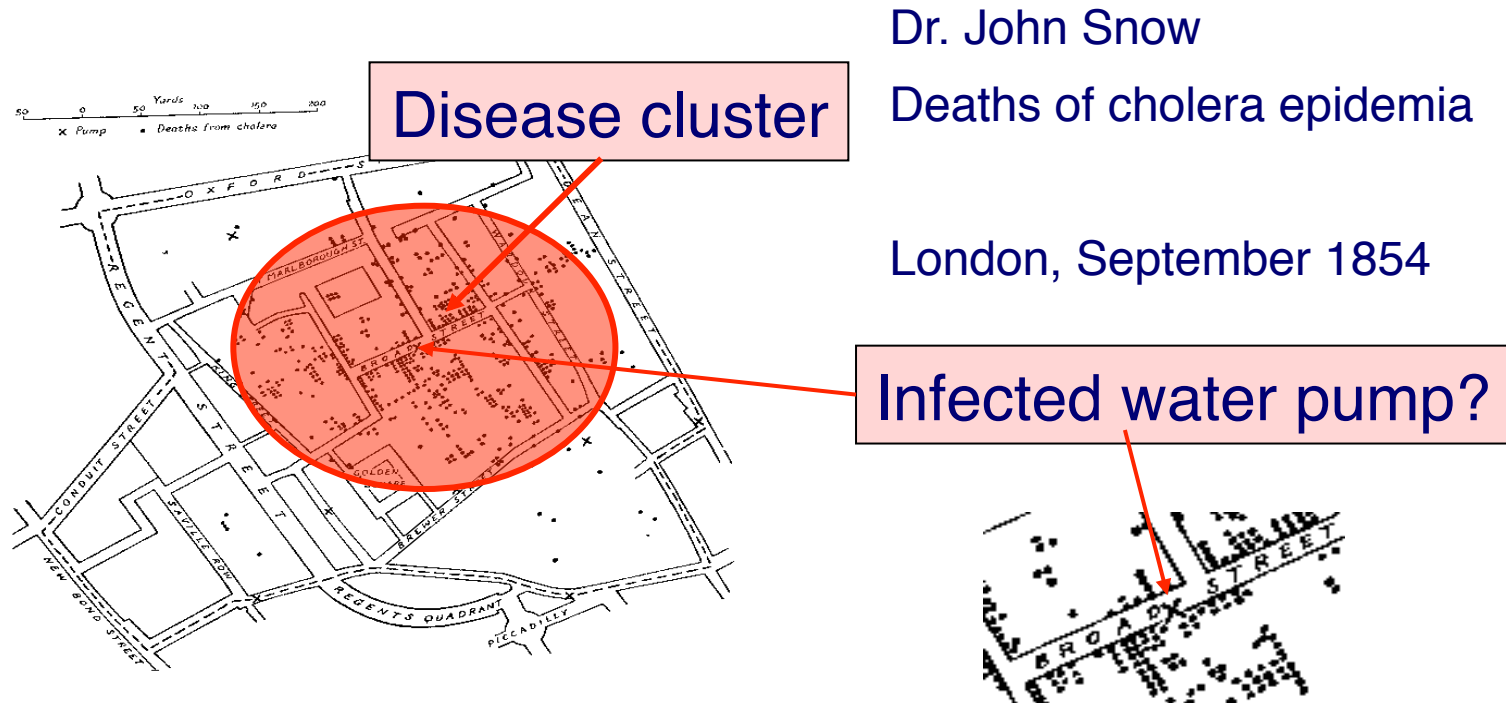 Dr. John Snow
Deaths of cholera epidemia
London, September 1854
Disease cluster
Infected water pump?
Yards
50 0 50 100 150 200
x Pump • Deaths from cholera
OXFORD
DEAN STREET
REGENT STREET
MARLBOROUGH ST
BROAD STREET
CONDUIT STREET
SAVILLE ROW
NEW BOND STREET
BREWER STREET
GOLDEN
REGENTS QUADRANT
PICCADILLY
BROAD STREET